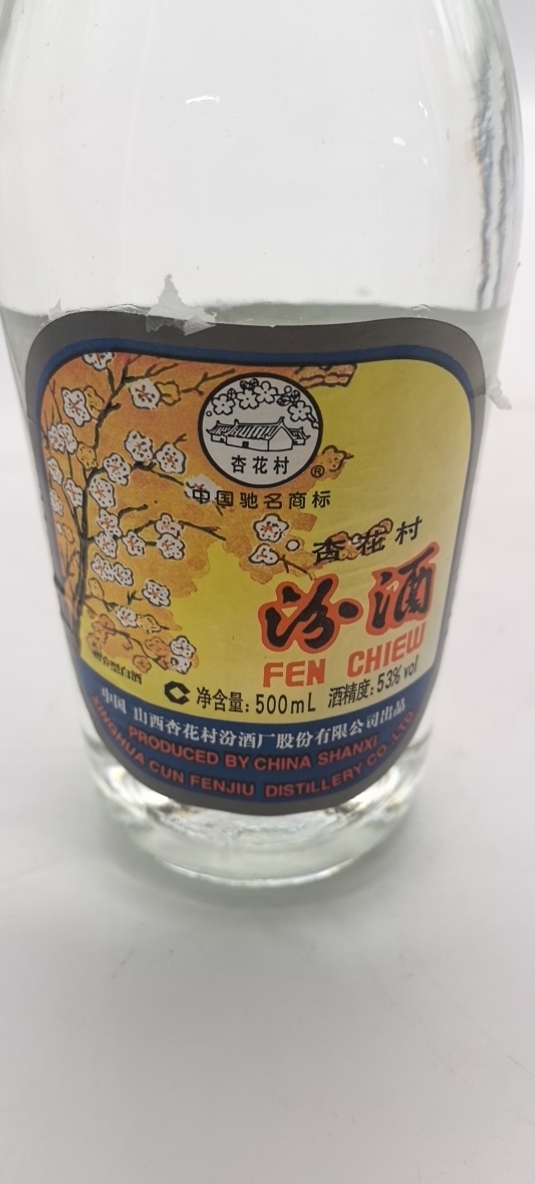 杏花村
®
中国驰名商标
杏花村
汾酒
FEN CHIEW
净含量:500mL 酒精度:53%vol
中国 山西杏花村汾酒厂股份有限公司出品
PRODUCED BY CHINA SHANXI
XINGHUA CUN FENJIU DISTILLERY CO.,LTD